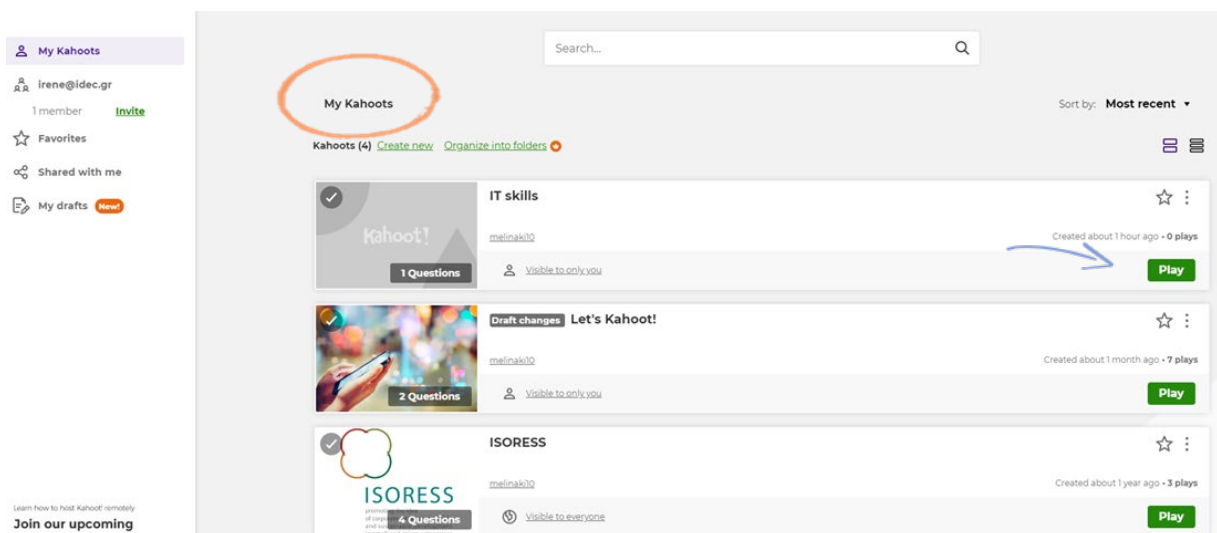 Search...
My Kahoots
irene@idec.gr
1 member Invite
Favorites
Shared with me
My drafts New!
Learn how to host Kahoot! remotely
Join our upcoming
My Kahoots
Sort by: Most recent
Kahoots (4) Create new Organize into folders
Kahoot!
1 Questions
IT skills
melinaki10
Created about 1 hour ago • 0 plays
Visible to only you
Play
2 Questions
Draft changes Let's Kahoot!
melinaki10
Created about 1 month ago • 7 plays
Visible to only you
Play
ISORESS
4 Questions
ISORESS
melinaki10
Created about 1 year ago • 3 plays
Visible to everyone
Play